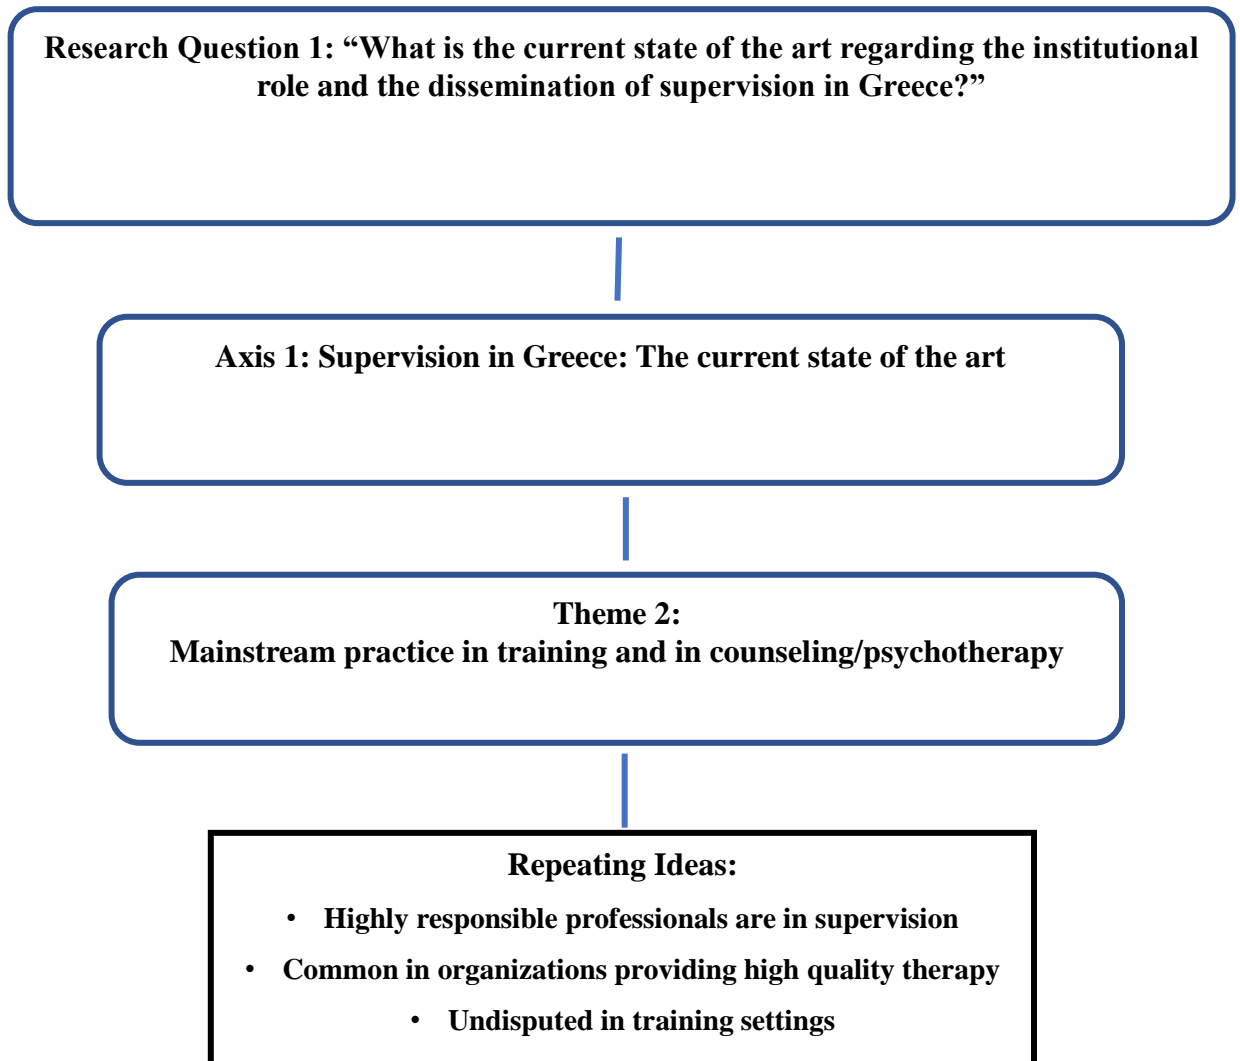 Research Question 1: “What is the current state of the art regarding the institutional
role and the dissemination of supervision in Greece?”
Axis 1: Supervision in Greece: The current state of the art
Theme 2:
Mainstream practice in training and in counseling/psychotherapy
Repeating Ideas:
• Highly responsible professionals are in supervision
• Common in organizations providing high quality therapy
• Undisputed in training settings